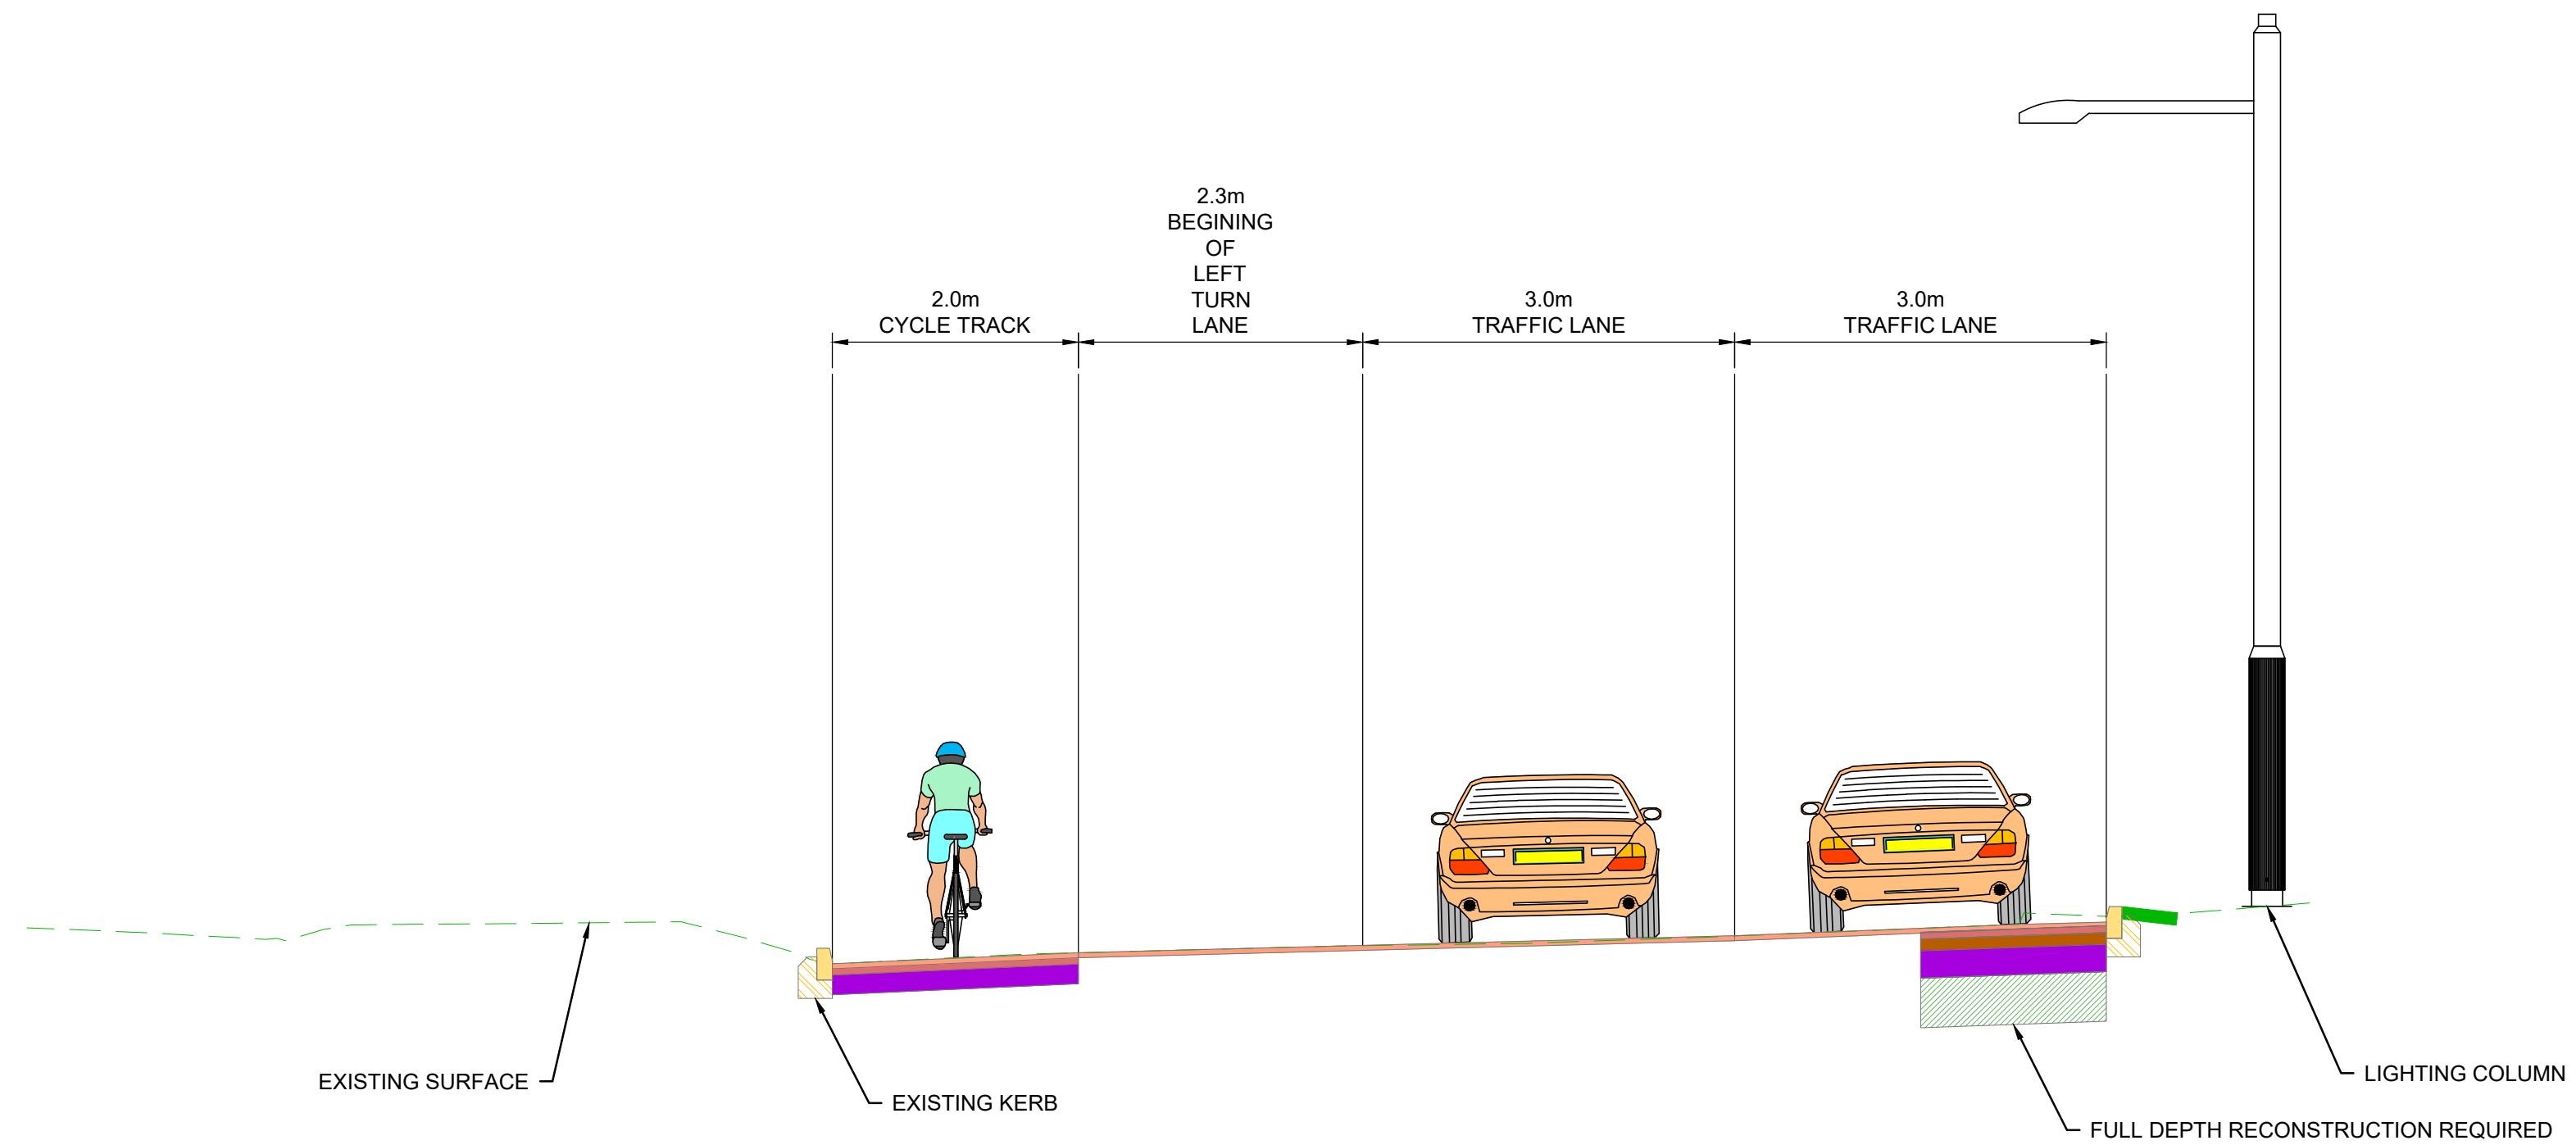 2.3m
BEGINING
OF
LEFT
TURN
LANE
2.0m
CYCLE TRACK
3.0m
TRAFFIC LANE
3.0m
TRAFFIC LANE
EXISTING SURFACE
EXISTING KERB
LIGHTING COLUMN
FULL DEPTH RECONSTRUCTION REQUIRED